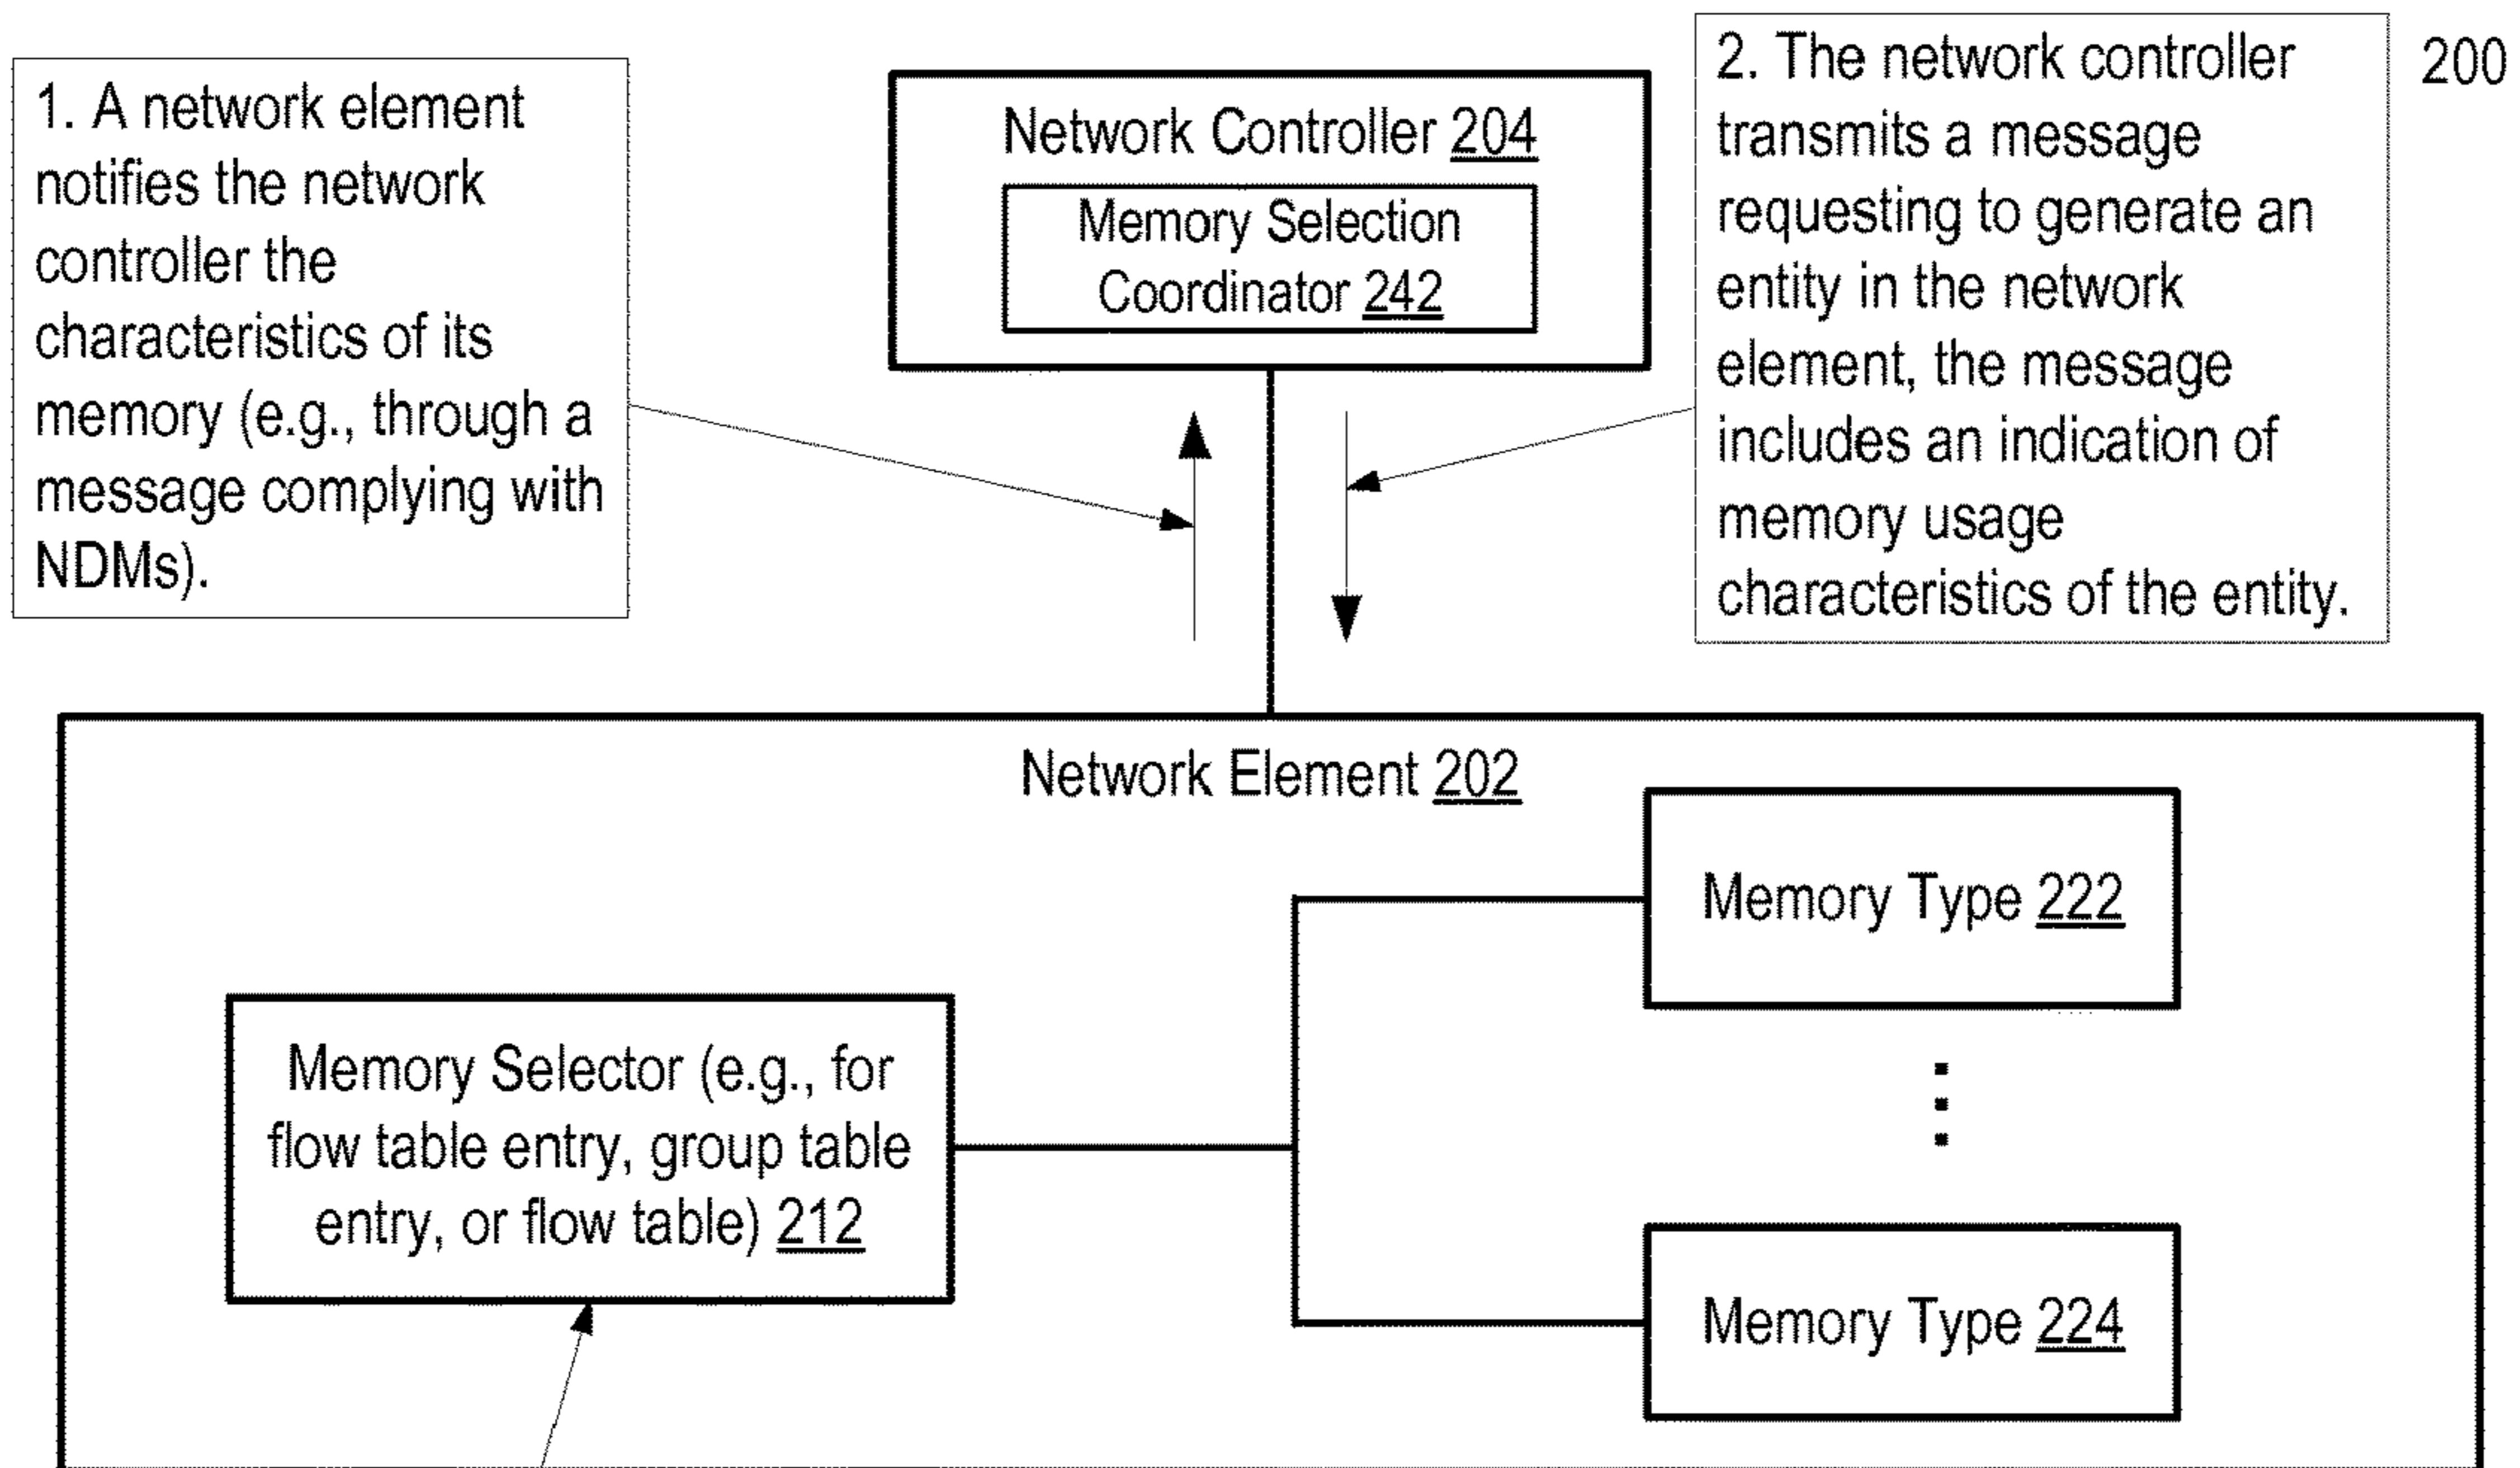 1. A network element
notifies the network
controller the
characteristics of its
memory (e.g., through a
message complying with
NDMs).
Network Controller 204
Memory Selection
Coordinator 242
2. The network controller
transmits a message
requesting to generate an
entity in the network
element, the message
includes an indication of
memory usage
characteristics of the entity.
200
Network Element 202
Memory Type 222
Memory Selector (e.g., for
flow table entry, group table
entry, or flow table) 212
Memory Type 224